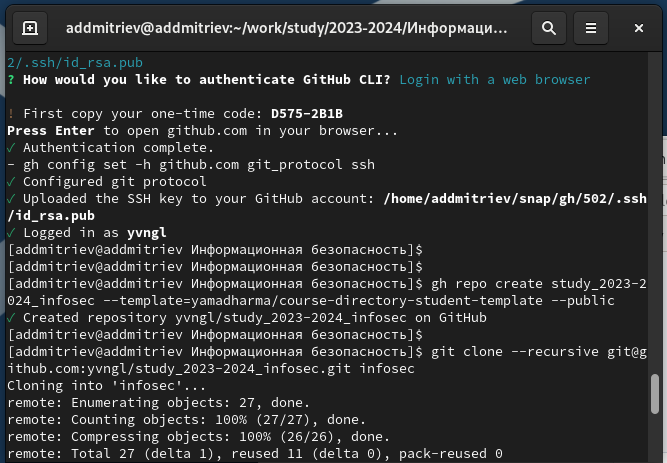 addmitriev@addmitriev:~/work/study/2023-2024/Информаци...
2/.ssh/id_rsa.pub
? How would you like to authenticate GitHub CLI? Login with a web browser
! First copy your one-time code: D575-2B1B
Press Enter to open github.com in your browser...
✓ Authentication complete.
- gh config set -h github.com git_protocol ssh
✓ Configured git protocol
✓ Uploaded the SSH key to your GitHub account: /home/addmitriev/snap/gh/502/.ssh
/id_rsa.pub
✓ Logged in as yvngl
[addmitriev@addmitriev Информационная безопасность]$
[addmitriev@addmitriev Информационная безопасность]$
[addmitriev@addmitriev Информационная безопасность]$ gh repo create study_2023-2
024_infosec --template=yamadharma/course-directory-student-template --public
✓ Created repository yvngl/study_2023-2024_infosec on GitHub
[addmitriev@addmitriev Информационная безопасность]$
[addmitriev@addmitriev Информационная безопасность]$ git clone --recursive git@g
ithub.com:yvngl/study_2023-2024_infosec.git infosec
Cloning into 'infosec'...
remote: Enumerating objects: 27, done.
remote: Counting objects: 100% (27/27), done.
remote: Compressing objects: 100% (26/26), done.
remote: Total 27 (delta 1), reused 11 (delta 0), pack-reused 0